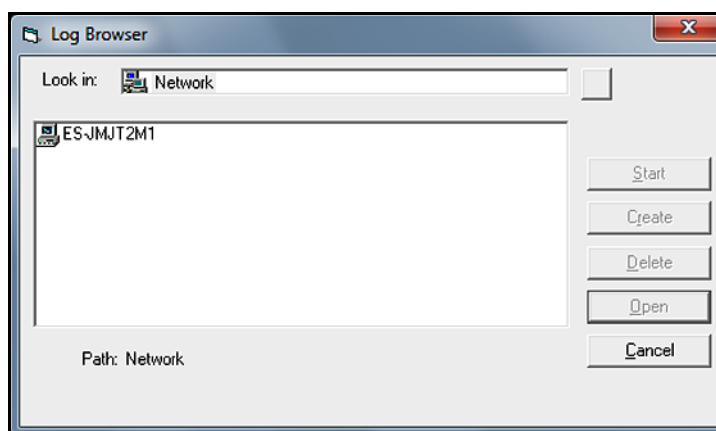 Log Browser
Look in: Network
ES-JMJT2M1
Start
Create
Delete
Open
Cancel
Path: Network